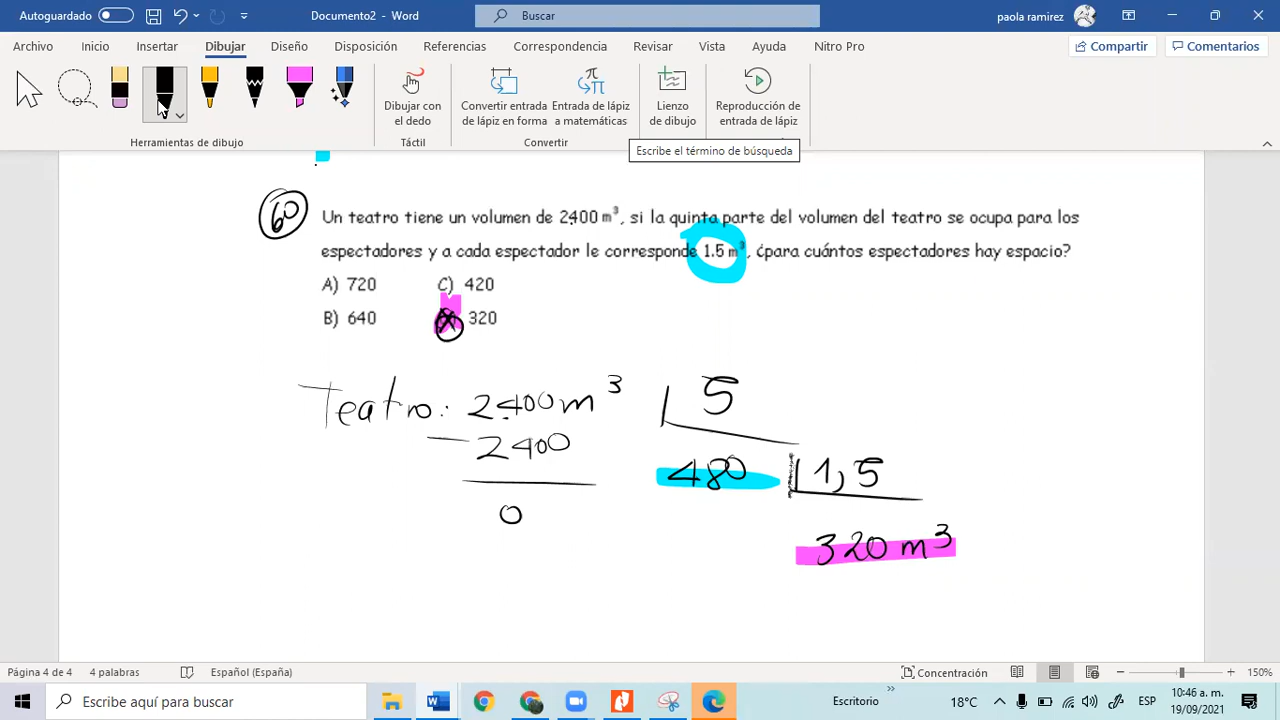 Autoguardado
Documento2 - Word
Buscar
paola ramirez
Archivo Inicio Insertar Dibujar Diseño Disposición Referencias Correspondencia Revisar Vista Ayuda Nitro Pro
Compartir
Comentarios
Dibujar con
el dedo
Convertir entrada
de lápiz en forma
Entrada de lápiz
a matemáticas
Lienzo
de dibujo
Reproducción de
entrada de lápiz
Herramientas de dibujo
Táctil
Convertir
Escribe el término de búsqueda
60
Un teatro tiene un volumen de 2400 m³, si la quinta parte del volumen del teatro se ocupa para los
espectadores y a cada espectador le corresponde 1.5 m³, ¿para cuántos espectadores hay espacio?
A) 720 C) 420
B) 640 320
Teatro: 2400m³ 5
- 2400
480 1,5
0
320 m³
Página 4 de 4 4 palabras Español (España) Concentración 150%
Escribe aquí para buscar
Escritorio
18°C
ESP
10:46 a. m.
19/09/2021